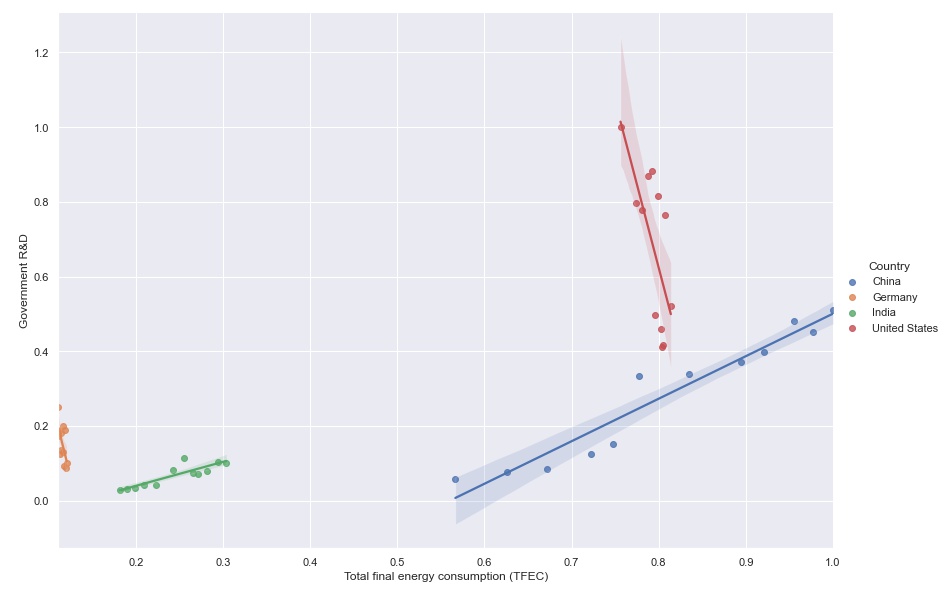 1.2
1.0
0.8
0.6
0.4
0.2
0.0
Government R&D
0.2 0.3 0.4 0.5 0.6 0.7 0.8 0.9 1.0
Total final energy consumption (TFEC)
Country
China
Germany
India
United States